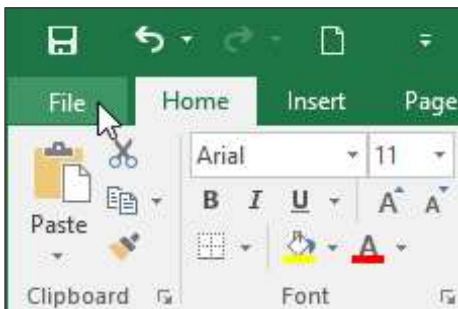 File Home Insert Page
Arial 11
B I U A A
Paste A
Clipboard Font